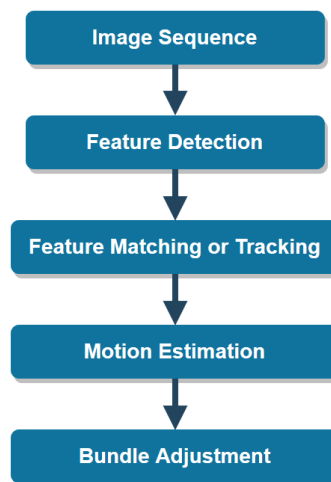 Image Sequence
Feature Detection
Feature Matching or Tracking
Motion Estimation
Bundle Adjustment